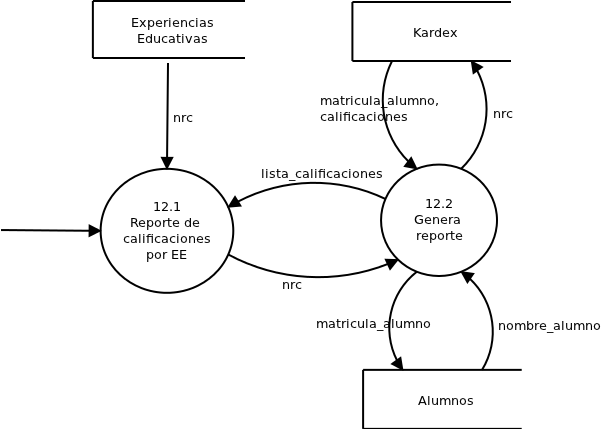 Experiencias
Educativas
Kardex
nrc
matricula_alumno,
calificaciones
nrc
lista_calificaciones
12.1
Reporte de
calificaciones
por EE
12.2
Genera
reporte
nrc
matricula_alumno
nombre_alumno
Alumnos